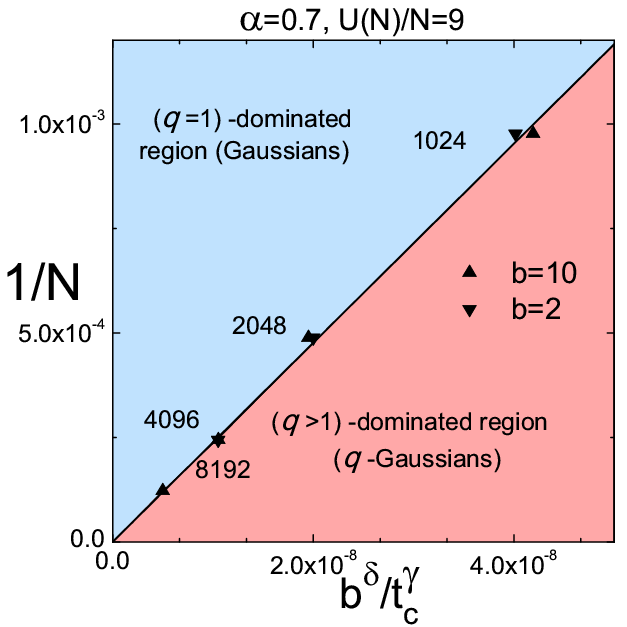 α=0.7, U(N)/N=9
1.0x10⁻³
(q=1) -dominated
region (Gaussians)
1024
1/N
b=10
b=2
2048
5.0x10⁻⁴
4096
(q>1) -dominated region
(q -Gaussians)
8192
0.0
0.0
2.0x10⁻⁸
4.0x10⁻⁸
b^δ/t_c^γ